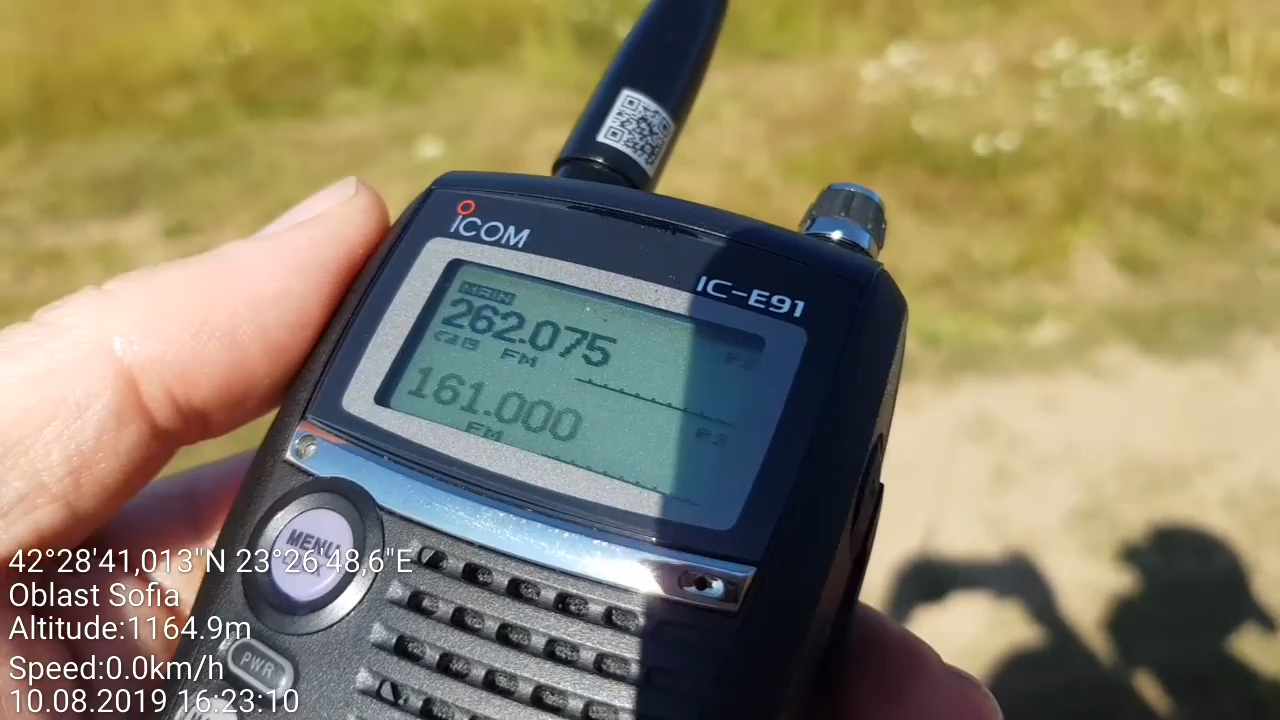 iCOM
IC-E91
MAIN
262.075
FM
161.000
FM
MENU
PWR
42°28'41,013"N 23°26'48,6"E
Oblast Sofia
Altitude:1164.9m
Speed:0.0km/h
10.08.2019 16:23:10